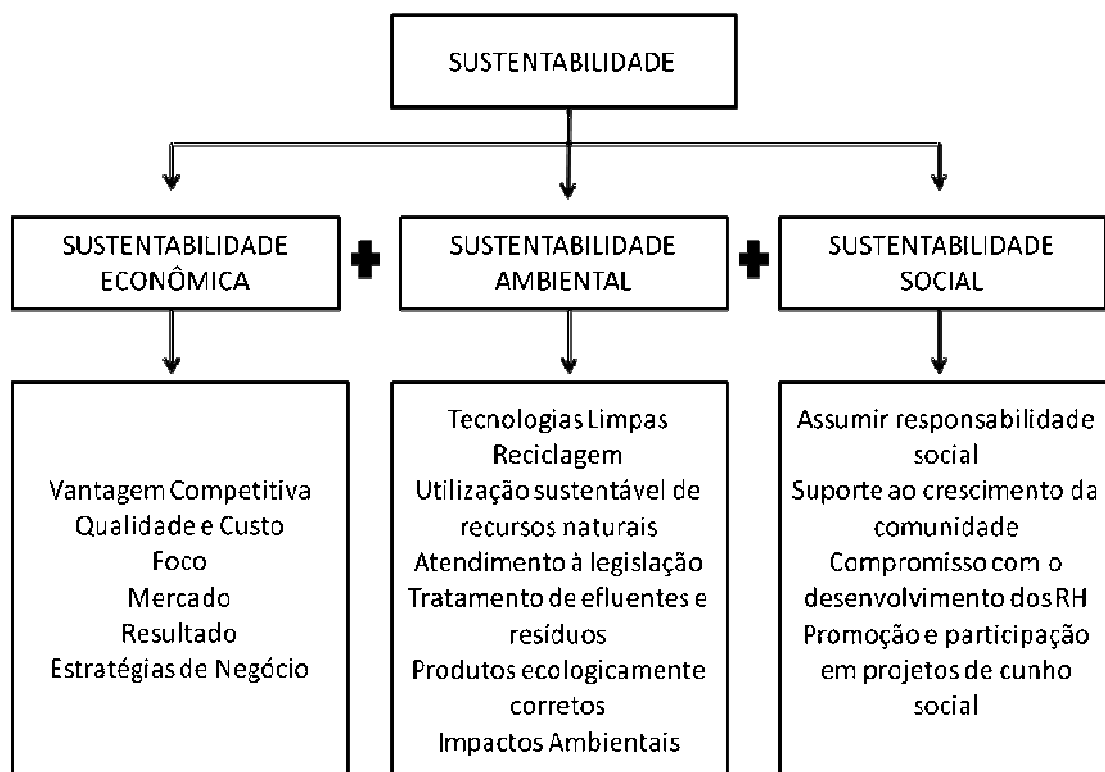 SUSTENTABILIDADE
SUSTENTABILIDADE
ECONÔMICA
SUSTENTABILIDADE
AMBIENTAL
SUSTENTABILIDADE
SOCIAL
Vantagem Competitiva
Qualidade e Custo
Foco
Mercado
Resultado
Estratégias de Negócio
Tecnologias Limpas
Reciclagem
Utilização sustentável de
recursos naturais
Atendimento à legislação
Tratamento de efluentes e
resíduos
Produtos ecologicamente
corretos
Impactos Ambientais
Assumir responsabilidade
social
Suporte ao crescimento da
comunidade
Compromisso com o
desenvolvimento dos RH
Promoção e participação
em projetos de cunho
social